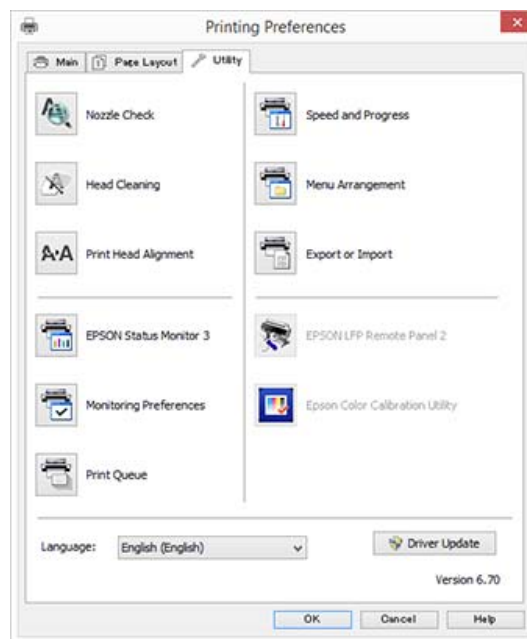 Printing Preferences
Main
Page Layout
Utility
Nozzle Check
Speed and Progress
Head Cleaning
Menu Arrangement
A·A
Print Head Alignment
Export or Import
EPSON Status Monitor 3
EPSON LFP Remote Panel 2
Monitoring Preferences
Epson Color Calibration Utility
Print Queue
Language:
English (English)
Driver Update
Version 6.70
OK
Cancel
Help